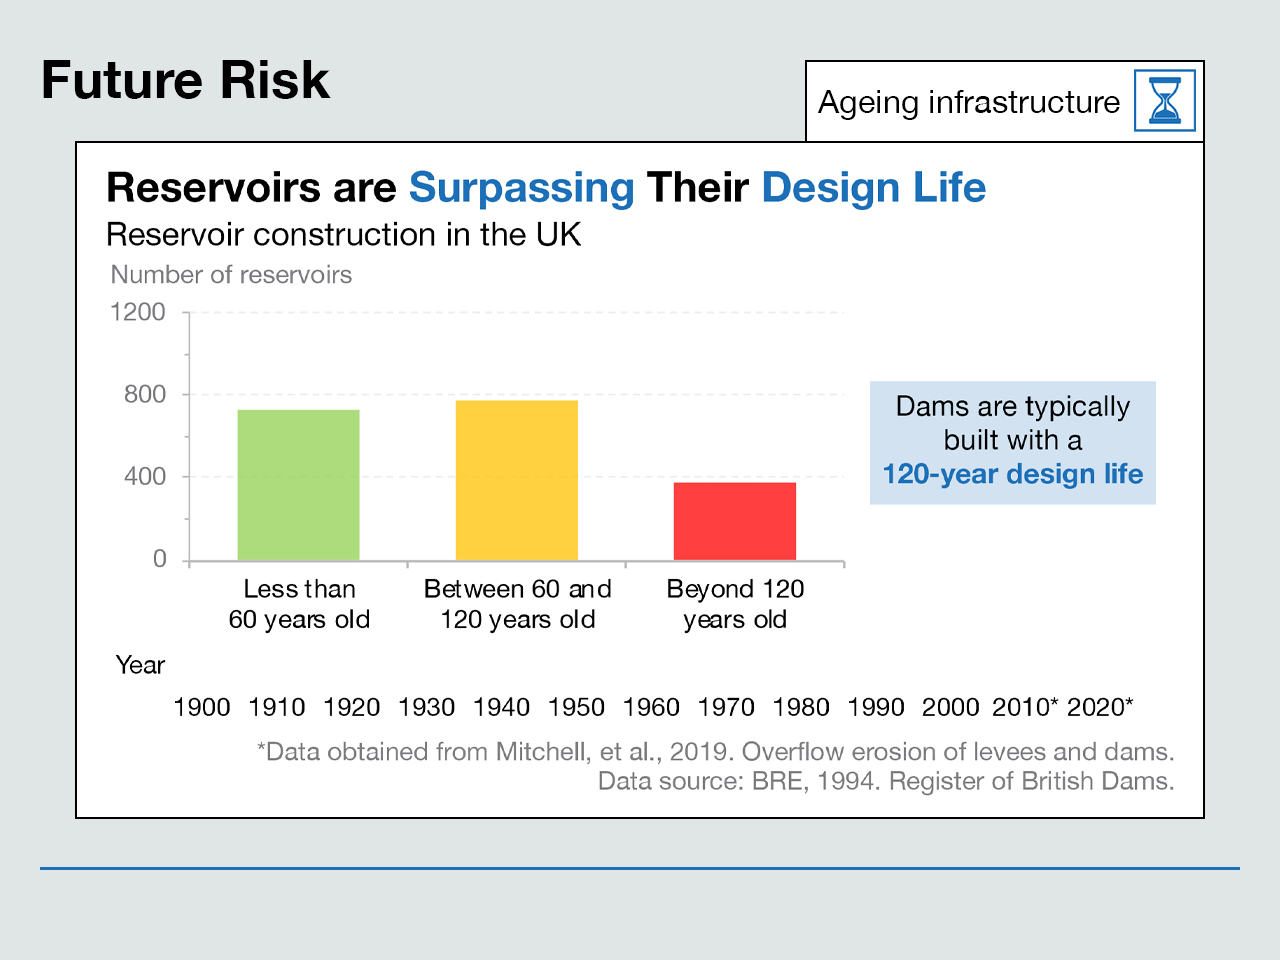 Future Risk
Ageing infrastructure
Reservoirs are Surpassing Their Design Life
Reservoir construction in the UK
Number of reservoirs
1200
800
400
0
Less than
60 years old
Between 60 and
120 years old
Beyond 120
years old
Dams are typically
built with a
120-year design life
Year
1900 1910 1920 1930 1940 1950 1960 1970 1980 1990 2000 2010* 2020*
*Data obtained from Mitchell, et al., 2019. Overflow erosion of levees and dams.
Data source: BRE, 1994. Register of British Dams.